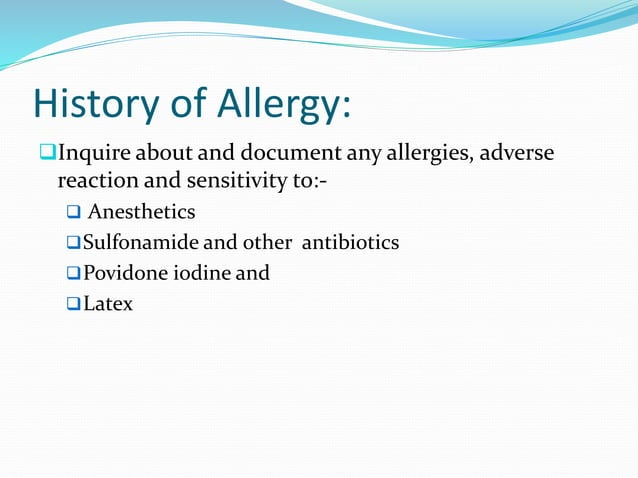 History of Allergy:
Inquire about and document any allergies, adverse
reaction and sensitivity to:-
Anesthetics
Sulfonamide and other antibiotics
Povidone iodine and
Latex